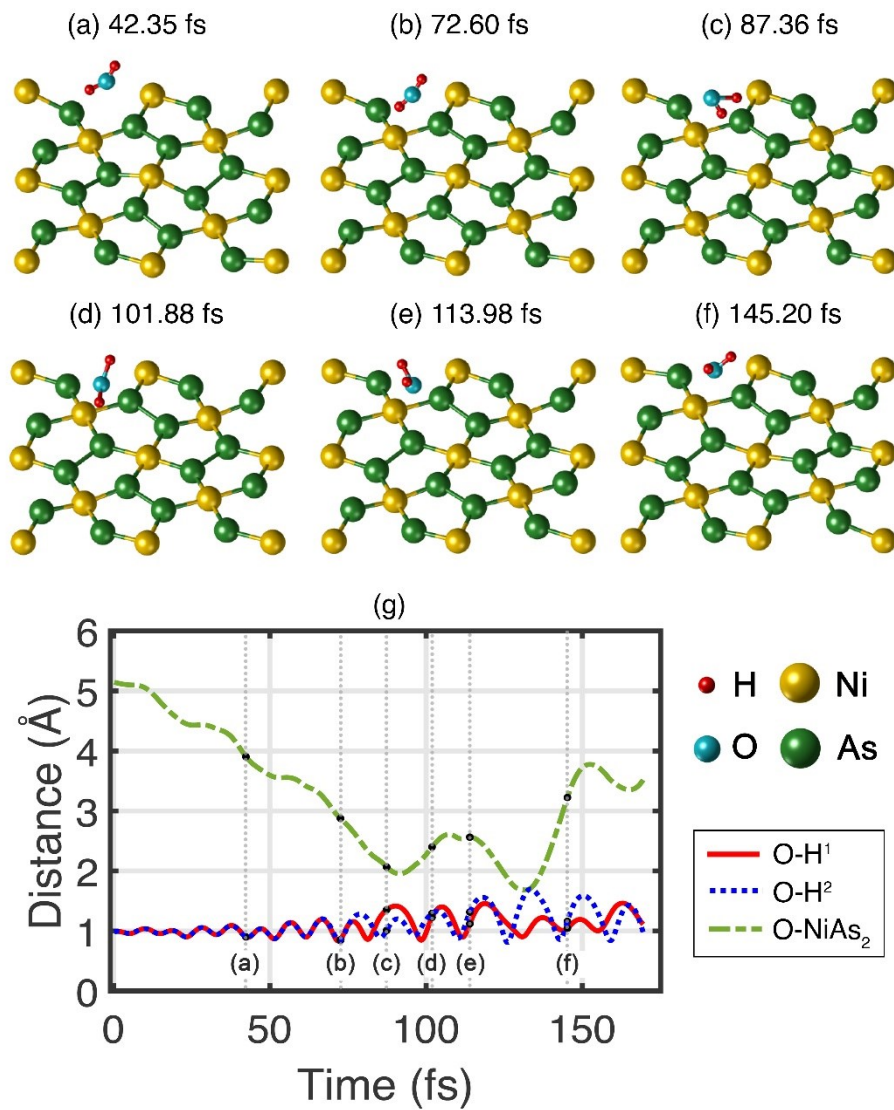 (a) 42.35 fs
(b) 72.60 fs
(c) 87.36 fs
(d) 101.88 fs
(e) 113.98 fs
(f) 145.20 fs
(g)
6
5
4
3
2
1
0
Distance (Å)
(a)
(b)
(c)
(d)
(e)
(f)
0
50
100
150
Time (fs)
H
Ni
O
As
O-H¹
O-H²
O-NiAs₂